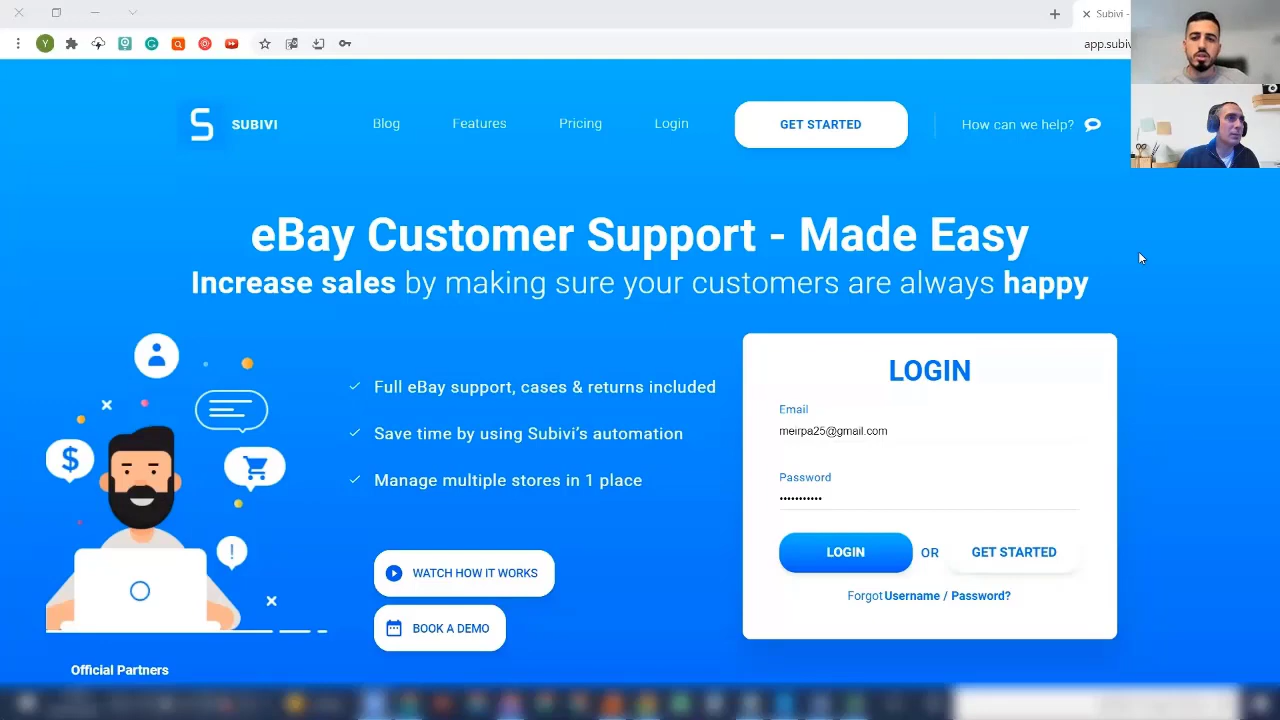 Subivi -
Y
app.subiv
SUBIVI
Blog
Features
Pricing
Login
GET STARTED
How can we help?
eBay Customer Support - Made Easy
Increase sales by making sure your customers are always happy
Full eBay support, cases & returns included
Save time by using Subivi’s automation
Manage multiple stores in 1 place
WATCH HOW IT WORKS
BOOK A DEMO
LOGIN
Email
meirpa25@gmail.com
Password
•••••••••••
LOGIN OR GET STARTED
Forgot Username / Password?
Official Partners